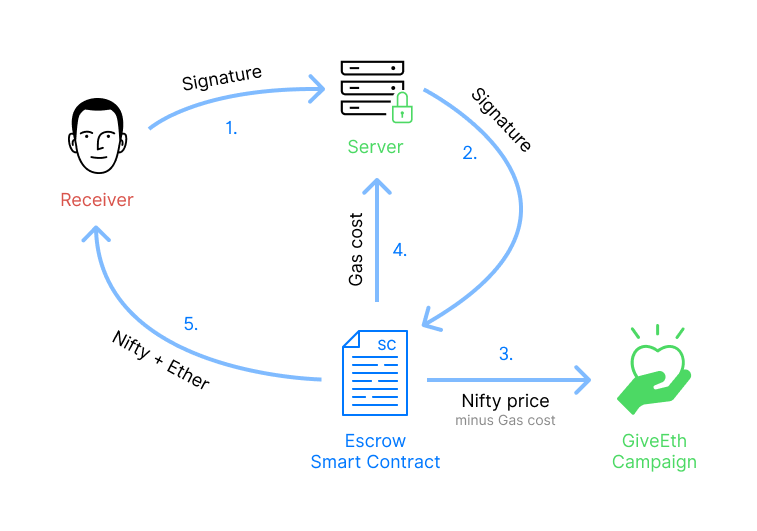 Signature
1.
Signature
2.
Server
Receiver
Gas cost
4.
5.
Nifty + Ether
SC
3.
Nifty price
minus Gas cost
Escrow
Smart Contract
GiveEth
Campaign